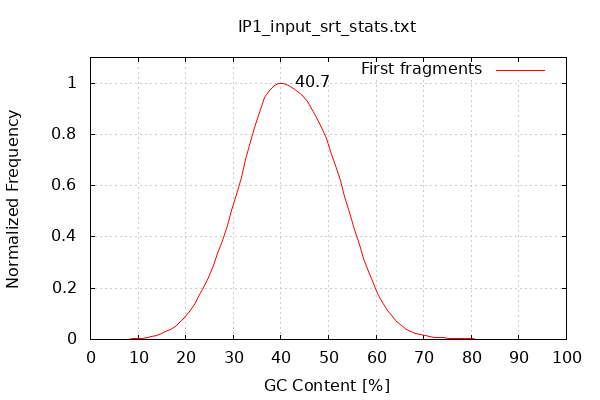 IP1_input_srt_stats.txt
First fragments
40.7
Normalized Frequency
1
0.8
0.6
0.4
0.2
0
0 10 20 30 40 50 60 70 80 90 100
GC Content [%]